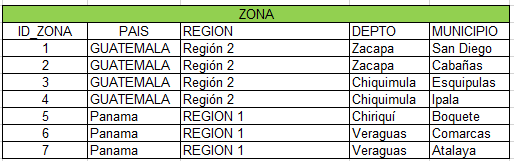 ZONA
ID_ZONA PAIS REGION DEPTO MUNICIPIO
1 GUATEMALA Región 2 Zacapa San Diego
2 GUATEMALA Región 2 Zacapa Cabañas
3 GUATEMALA Región 2 Chiquimula Esquipulas
4 GUATEMALA Región 2 Chiquimula Ipala
5 Panama REGION 1 Chiriquí Boquete
6 Panama REGION 1 Veraguas Comarcas
7 Panama REGION 1 Veraguas Atalaya